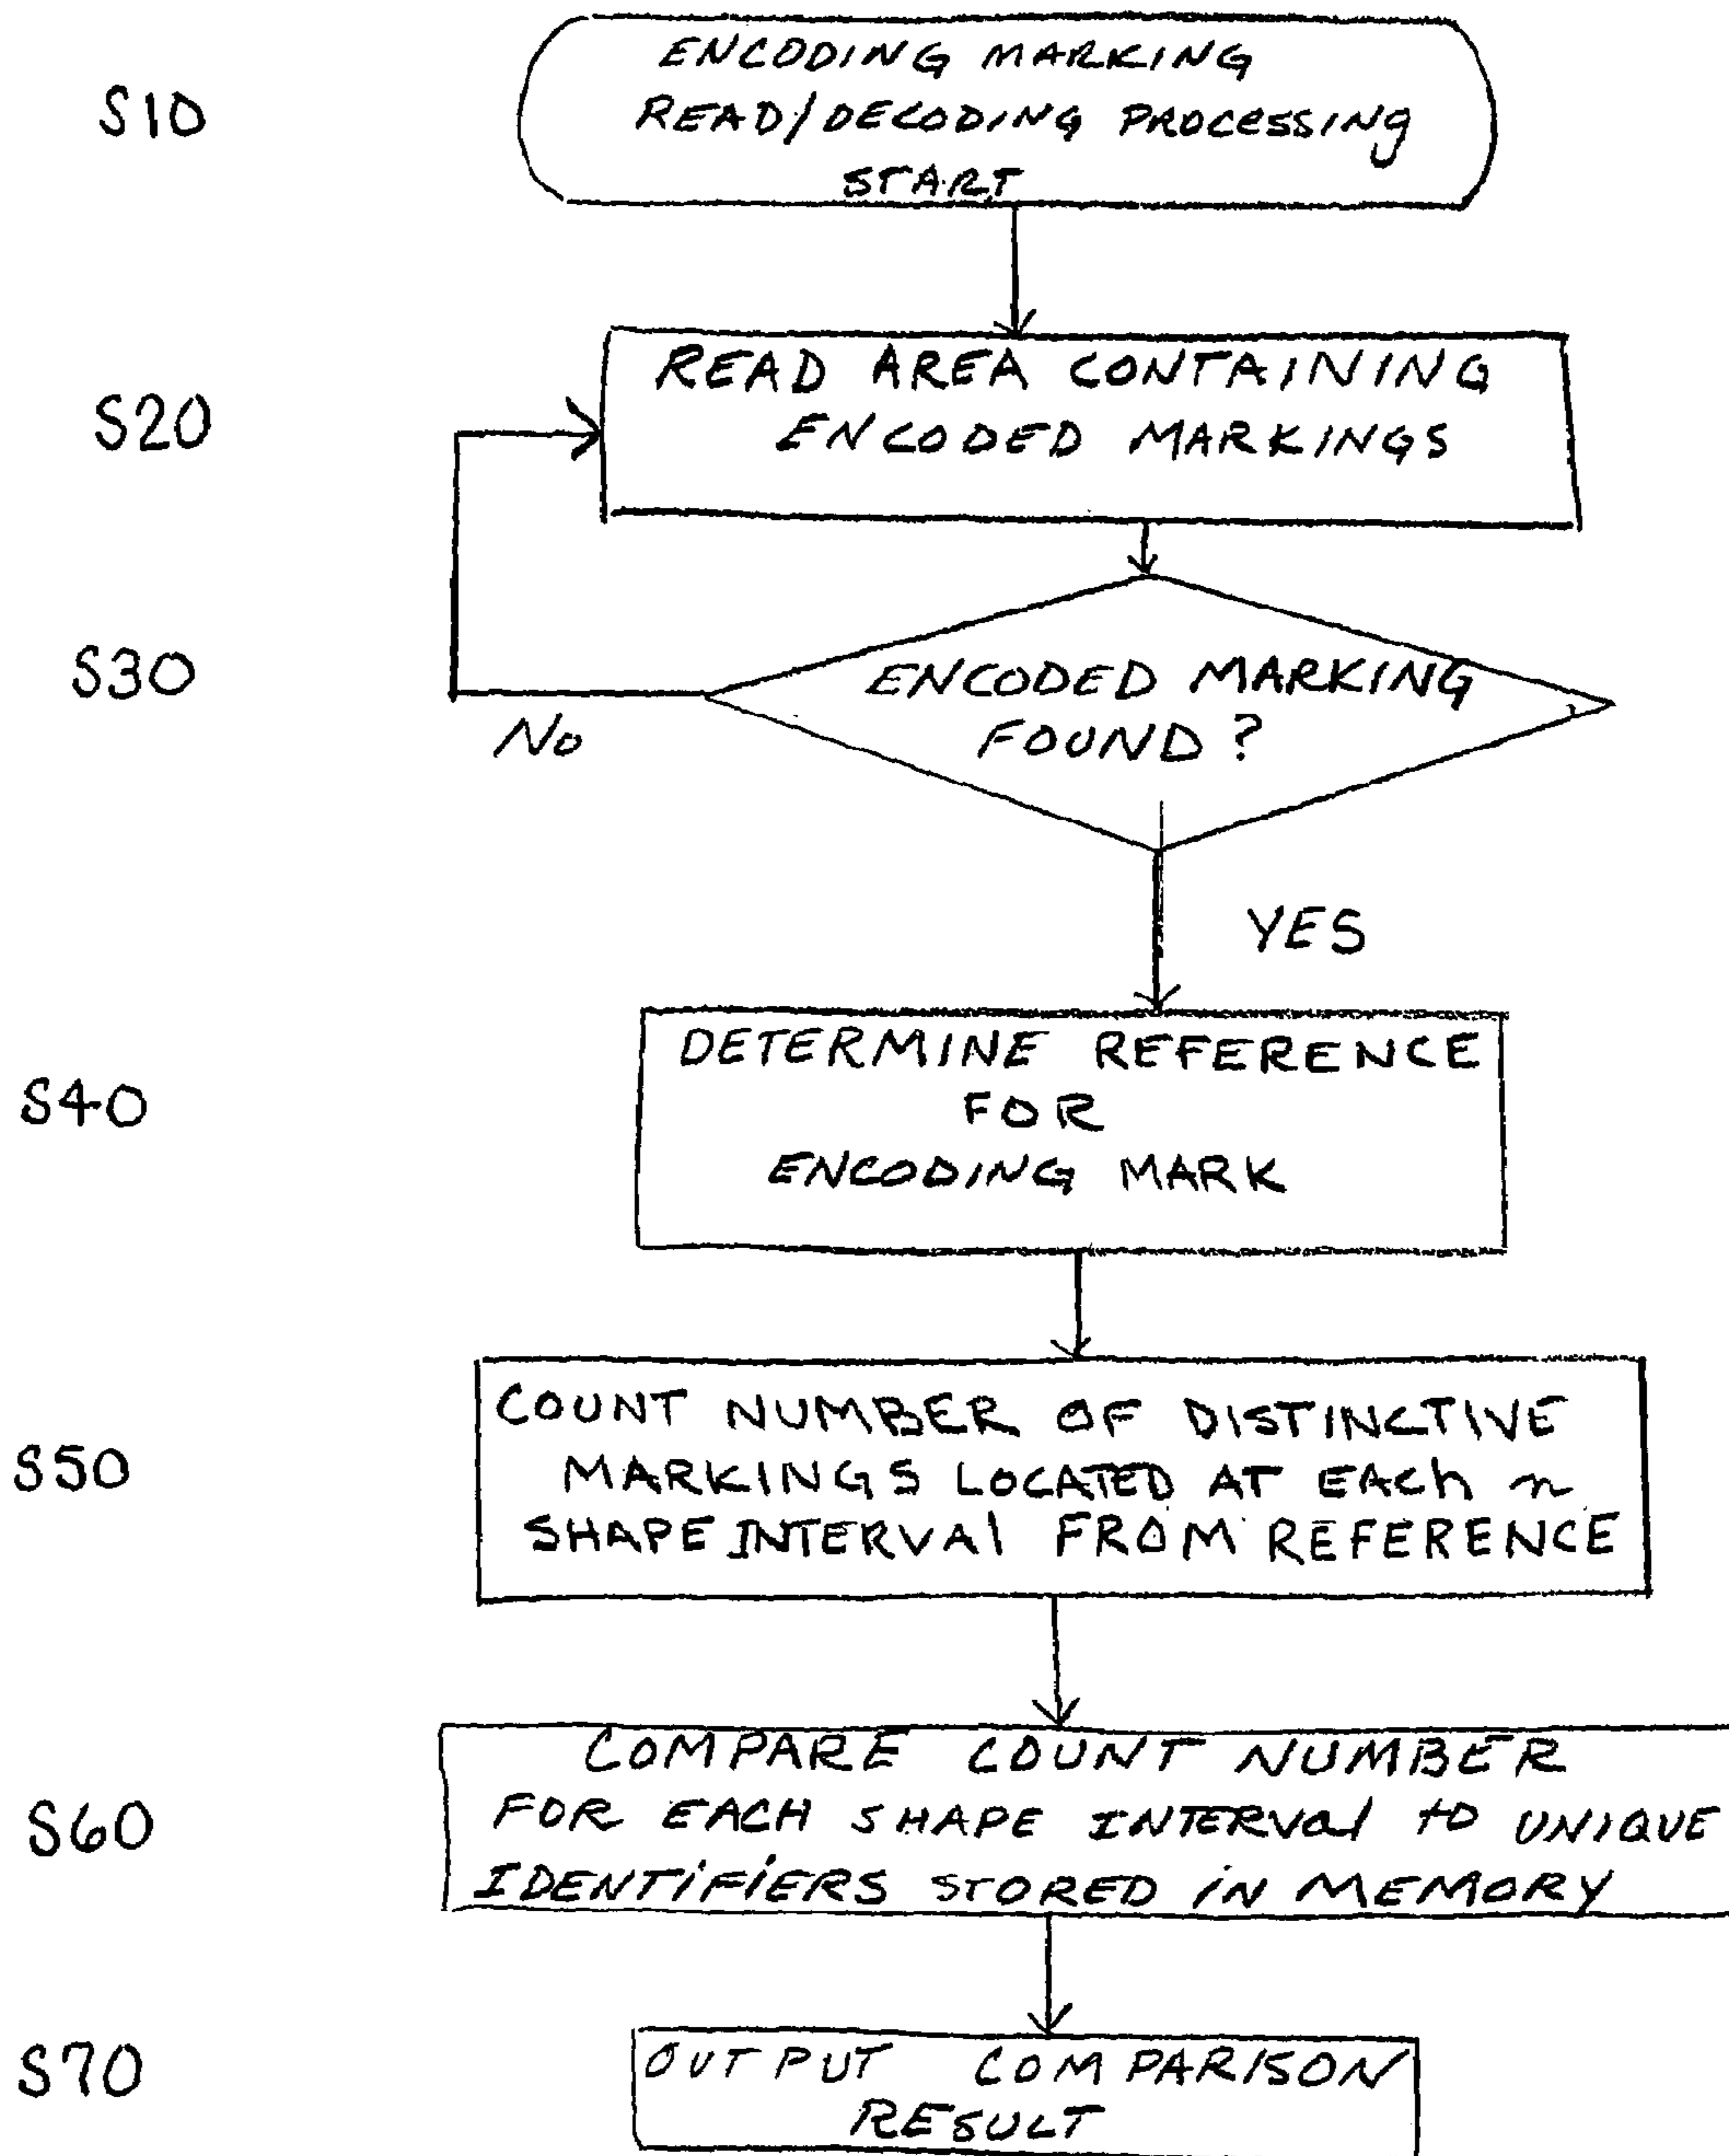 S10
ENCODING MARKING
READ/DECODING PROCESSING
START
S20
READ AREA CONTAINING
ENCODED MARKINGS
S30
ENCODED MARKING
FOUND?
No
YES
S40
DETERMINE REFERENCE
FOR
ENCODING MARK
S50
COUNT NUMBER OF DISTINCTIVE
MARKINGS LOCATED AT EACh n
SHAPE INTERVAl FROM REFERENCE
S60
COMPARE COUNT NUMBER
FOR EACH SHAPE INTERVal tO UNIQUE
IDENTiFiERS STORED IN MEMORY
S70
OUTPUT COMPARISON
RESULT